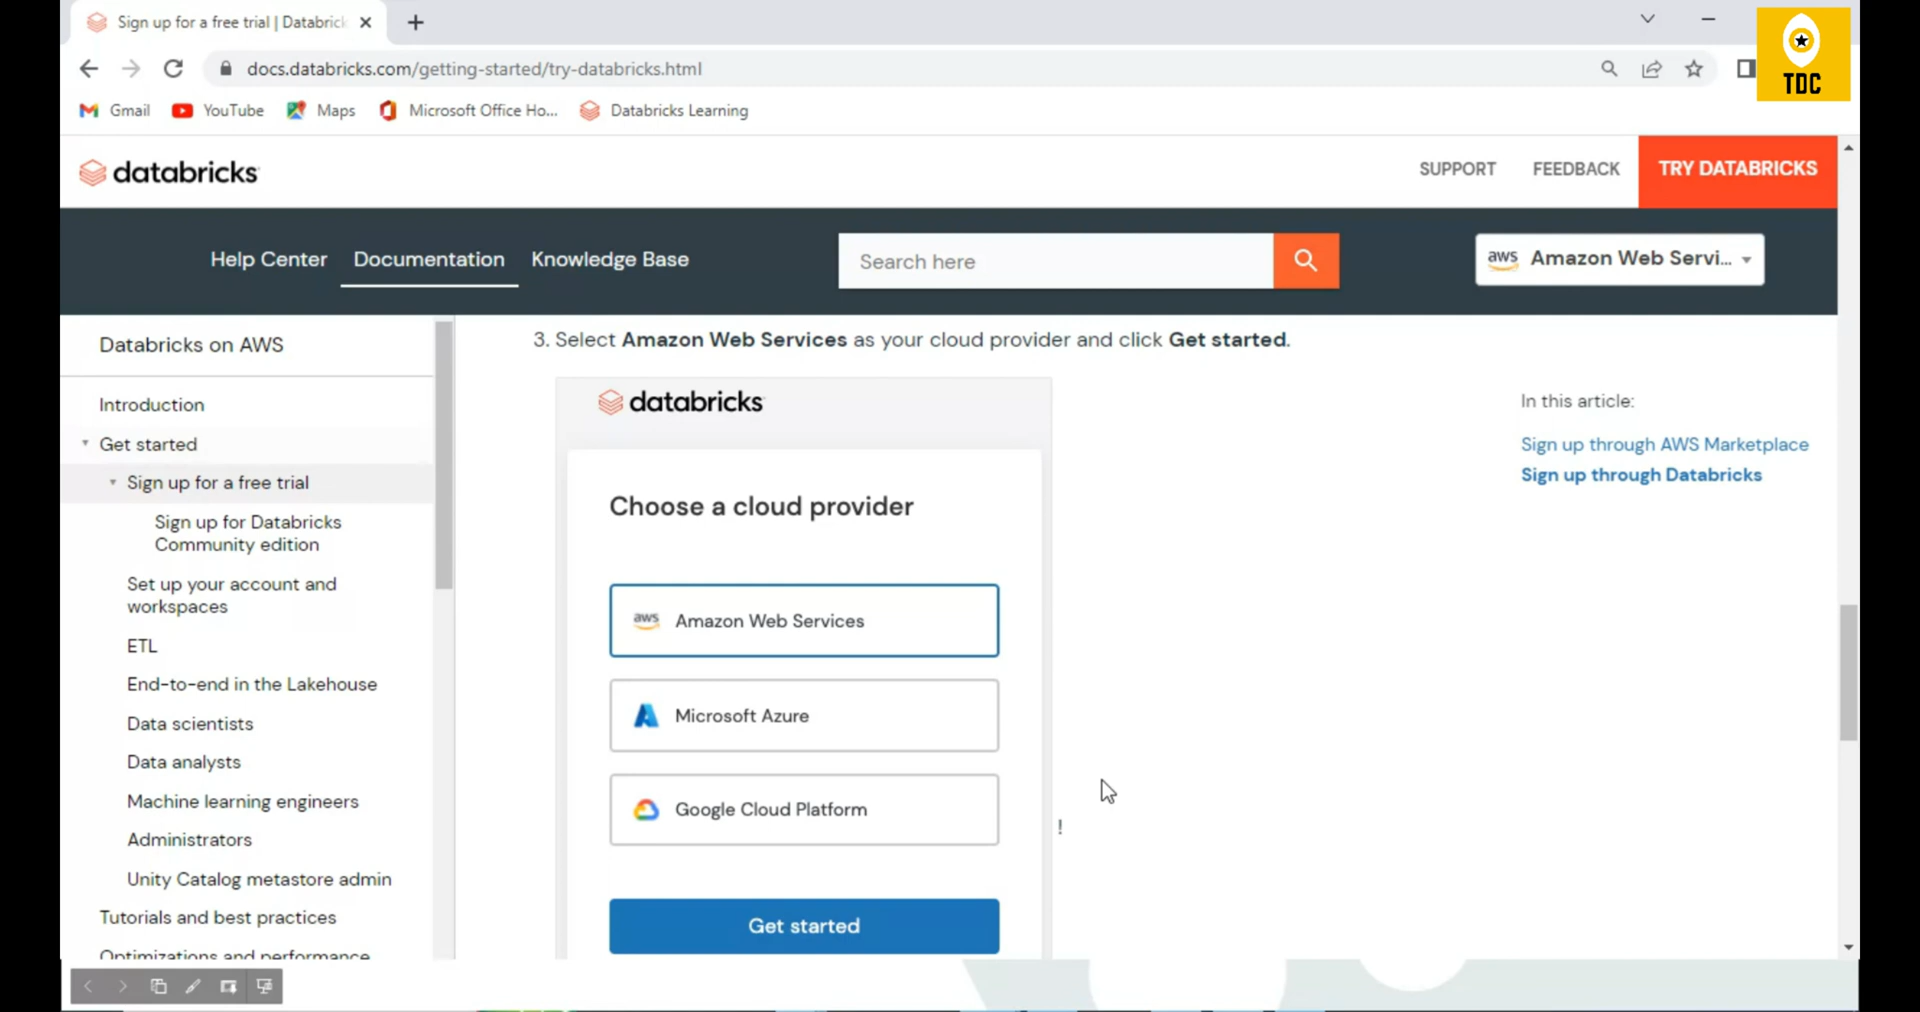 Sign up for a free trial | Databrick
TDC
docs.databricks.com/getting-started/try-databricks.html
Gmail YouTube Maps Microsoft Office Ho... Databricks Learning
databricks
SUPPORT FEEDBACK TRY DATABRICKS
Help Center Documentation Knowledge Base Search here aws Amazon Web Servi...
Databricks on AWS
Introduction
Get started
Sign up for a free trial
Sign up for Databricks
Community edition
Set up your account and
workspaces
ETL
End-to-end in the Lakehouse
Data scientists
Data analysts
Machine learning engineers
Administrators
Unity Catalog metastore admin
Tutorials and best practices
Optimizations and performance
3. Select Amazon Web Services as your cloud provider and click Get started.
databricks
Choose a cloud provider
aws Amazon Web Services
Microsoft Azure
Google Cloud Platform
!
Get started
In this article:
Sign up through AWS Marketplace
Sign up through Databricks